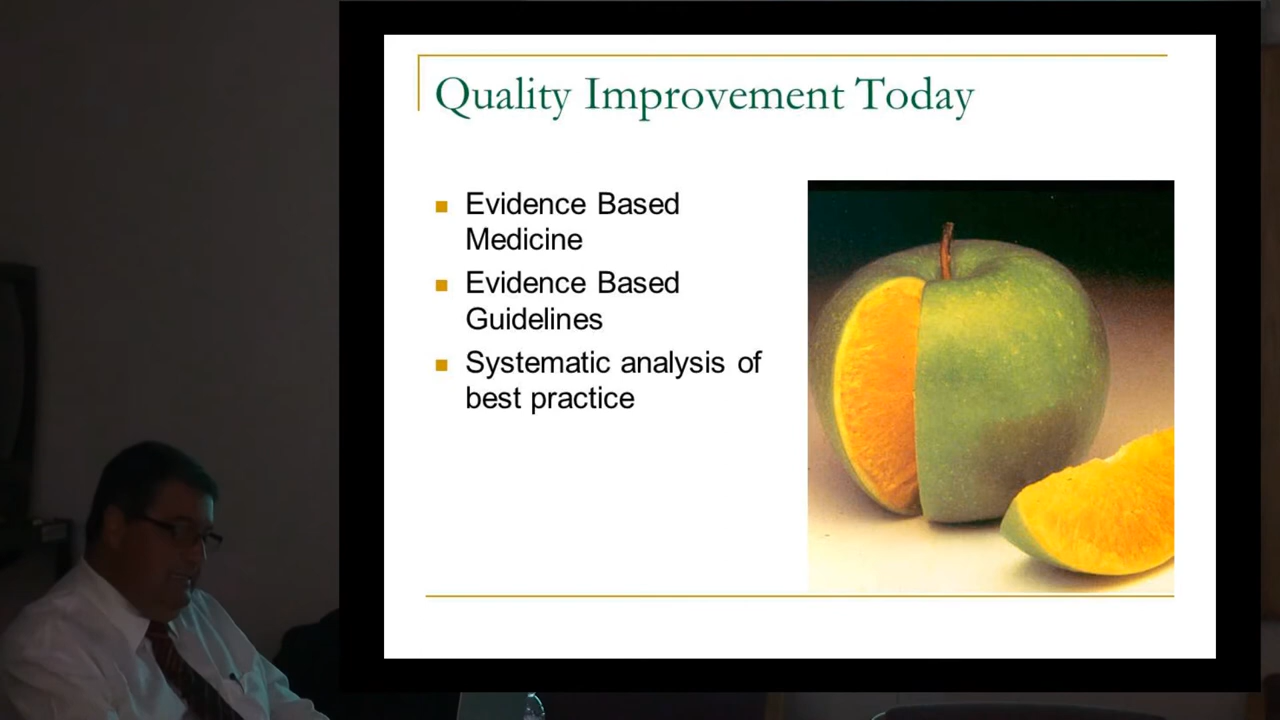 Quality Improvement Today
Evidence Based
Medicine
Evidence Based
Guidelines
Systematic analysis of
best practice